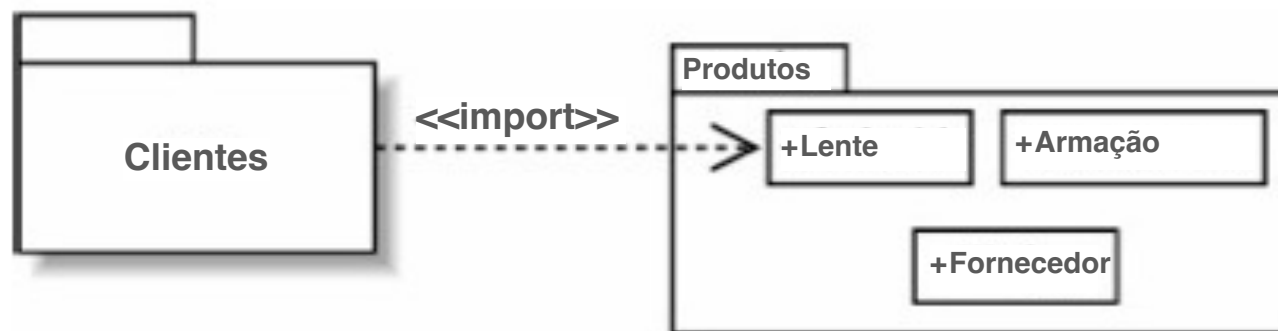 Clientes
<<import>>
Produtos
+Lente
+Armação
+Fornecedor